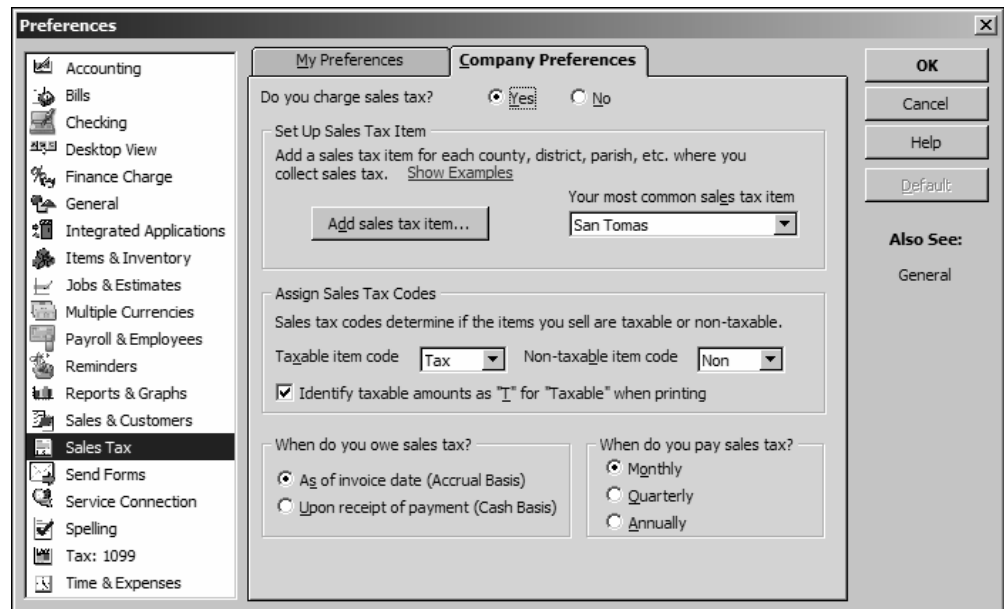 Preferences
Accounting
Bills
Checking
Desktop View
Finance Charge
General
Integrated Applications
Items & Inventory
Jobs & Estimates
Multiple Currencies
Payroll & Employees
Reminders
Reports & Graphs
Sales & Customers
Sales Tax
Send Forms
Service Connection
Spelling
Tax: 1099
Time & Expenses
My Preferences
Company Preferences
Do you charge sales tax? Yes No
Set Up Sales Tax Item
Add a sales tax item for each county, district, parish, etc. where you
collect sales tax. Show Examples
Your most common sales tax item
Add sales tax item... San Tomas
Assign Sales Tax Codes
Sales tax codes determine if the items you sell are taxable or non-taxable.
Taxable item code Tax Non-taxable item code Non
Identify taxable amounts as "T" for "Taxable" when printing
When do you owe sales tax?
As of invoice date (Accrual Basis)
Upon receipt of payment (Cash Basis)
When do you pay sales tax?
Monthly
Quarterly
Annually
OK
Cancel
Help
Default
Also See:
General